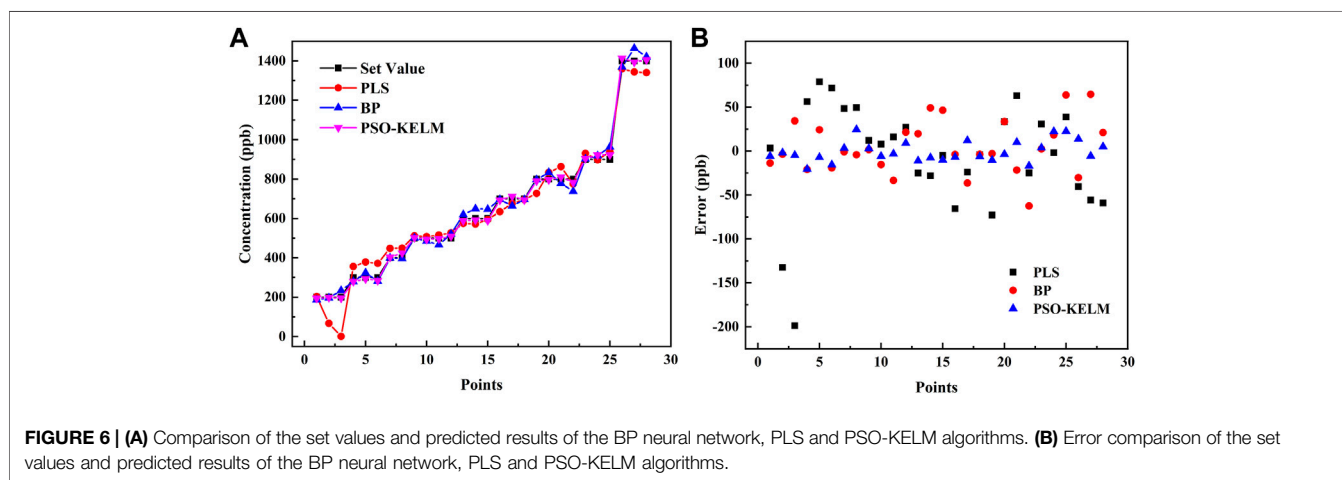 A
Concentration (ppb)
1400
1200
1000
800
600
400
200
0
Set Value
PLS
BP
PSO-KELM
0 5 10 15 20 25 30
Points
B
Error (ppb)
100
50
0
-50
-100
-150
-200
PLS
BP
PSO-KELM
0 5 10 15 20 25 30
Points
FIGURE 6 | (A) Comparison of the set values and predicted results of the BP neural network, PLS and PSO-KELM algorithms. (B) Error comparison of the set
values and predicted results of the BP neural network, PLS and PSO-KELM algorithms.